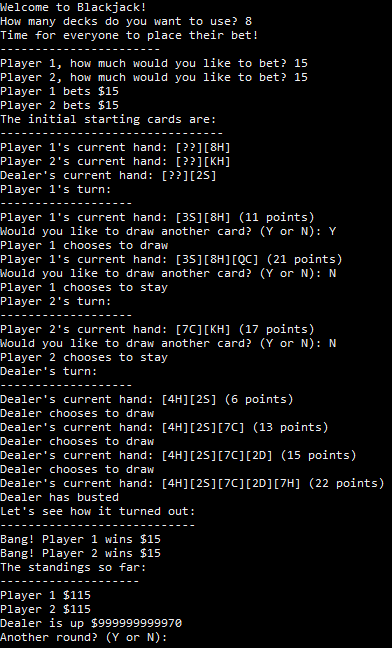 Welcome to Blackjack!
How many decks do you want to use? 8
Time for everyone to place their bet!
-----------------------
Player 1, how much would you like to bet? 15
Player 2, how much would you like to bet? 15
Player 1 bets $15
Player 2 bets $15
The initial starting cards are:
--------------------------------
Player 1's current hand: [??][8H]
Player 2's current hand: [??][KH]
Dealer's current hand: [??][2S]
Player 1's turn:
-------------------
Player 1's current hand: [3S][8H] (11 points)
Would you like to draw another card? (Y or N): Y
Player 1 chooses to draw
Player 1's current hand: [3S][8H][QC] (21 points)
Would you like to draw another card? (Y or N): N
Player 1 chooses to stay
Player 2's turn:
-------------------
Player 2's current hand: [7C][KH] (17 points)
Would you like to draw another card? (Y or N): N
Player 2 chooses to stay
Dealer's turn:
-------------------
Dealer's current hand: [4H][2S] (6 points)
Dealer chooses to draw
Dealer's current hand: [4H][2S][7C] (13 points)
Dealer chooses to draw
Dealer's current hand: [4H][2S][7C][2D] (15 points)
Dealer chooses to draw
Dealer's current hand: [4H][2S][7C][2D][7H] (22 points)
Dealer has busted
Let's see how it turned out:
----------------------------
Bang! Player 1 wins $15
Bang! Player 2 wins $15
The standings so far:
--------------------
Player 1 $115
Player 2 $115
Dealer is up $999999999970
Another round? (Y or N):